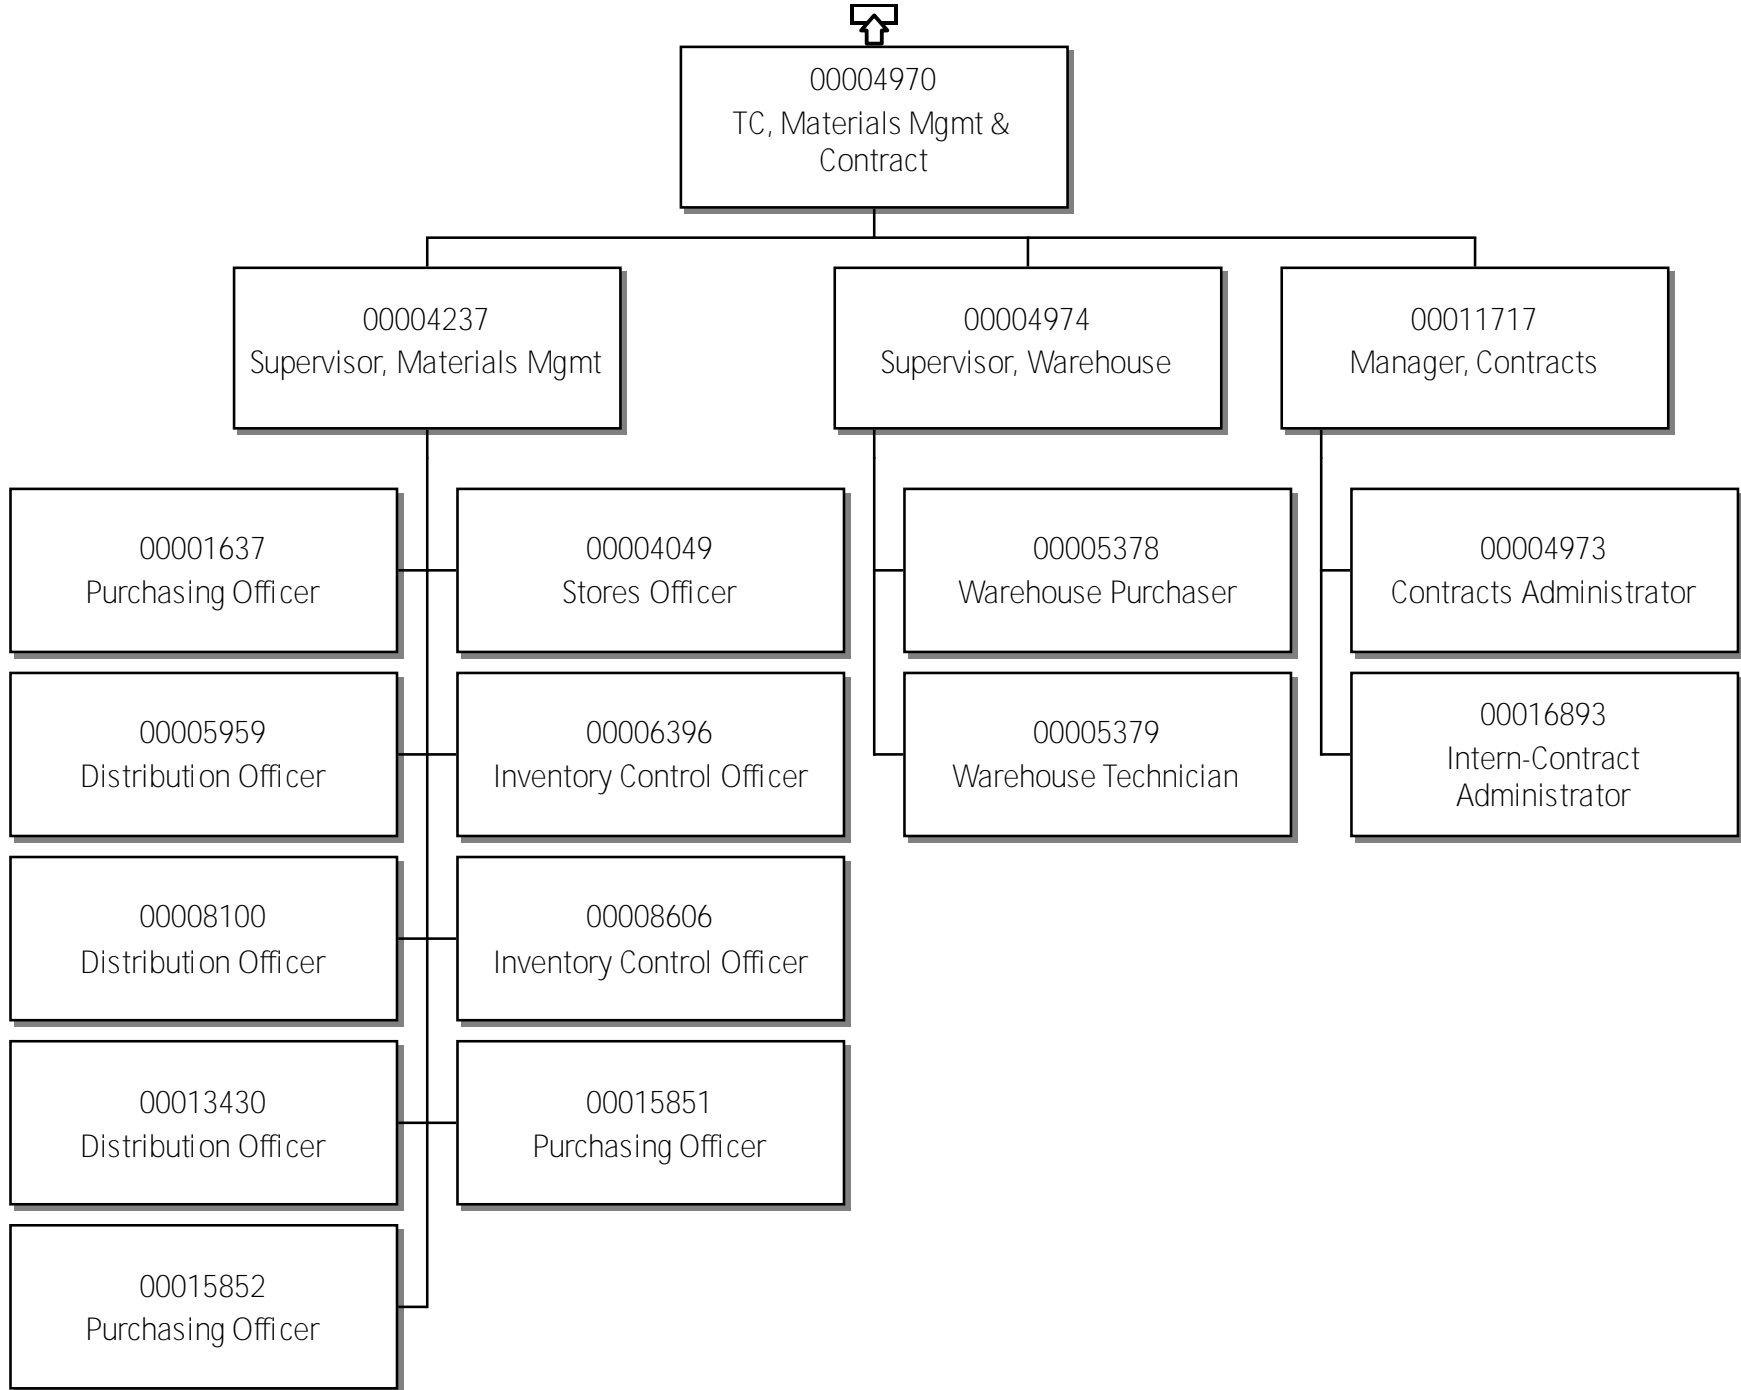 00004970
TC, Materials Mgmt &
Contract
00004237
Supervisor, Materials Mgmt
00004974
Supervisor, Warehouse
00011717
Manager, Contracts
00001637
Purchasing Officer
00004049
Stores Officer
00005378
Warehouse Purchaser
00004973
Contracts Administrator
00005959
Distribution Officer
00006396
Inventory Control Officer
00005379
Warehouse Technician
00016893
Intern-Contract
Administrator
00008100
Distribution Officer
00008606
Inventory Control Officer
00013430
Distribution Officer
00015851
Purchasing Officer
00015852
Purchasing Officer